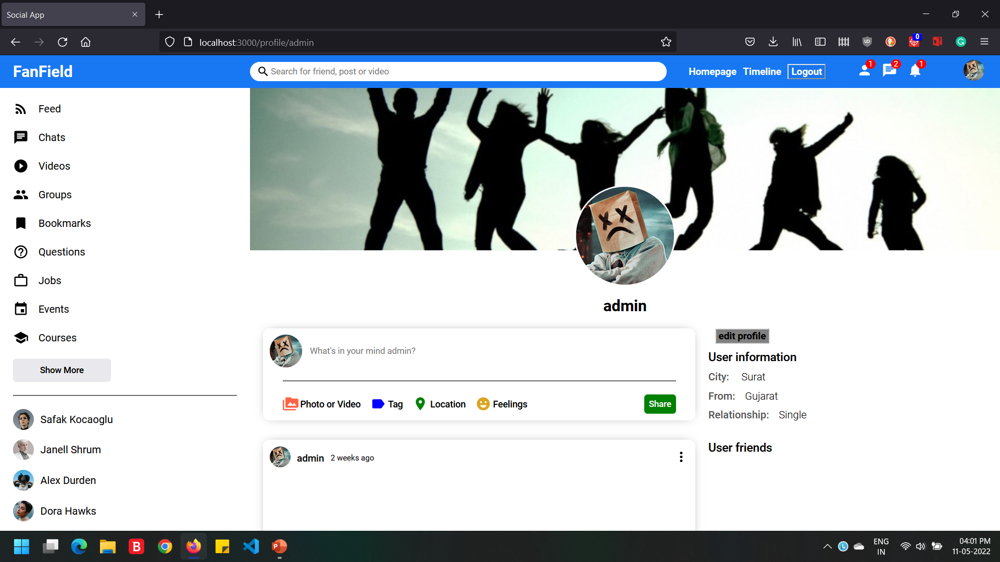 Social App
localhost:3000/profile/admin
0
FanField
Search for friend, post or video
Homepage Timeline Logout
1 2 1
Feed
Chats
Videos
Groups
Bookmarks
Questions
Jobs
Events
Courses
Show More
Safak Kocaoglu
Janell Shrum
Alex Durden
Dora Hawks
admin
What's in your mind admin?
Photo or Video Tag Location Feelings Share
admin 2 weeks ago
edit profile
User information
City: Surat
From: Gujarat
Relationship: Single
User friends
ENG
IN
04:01 PM
11-05-2022